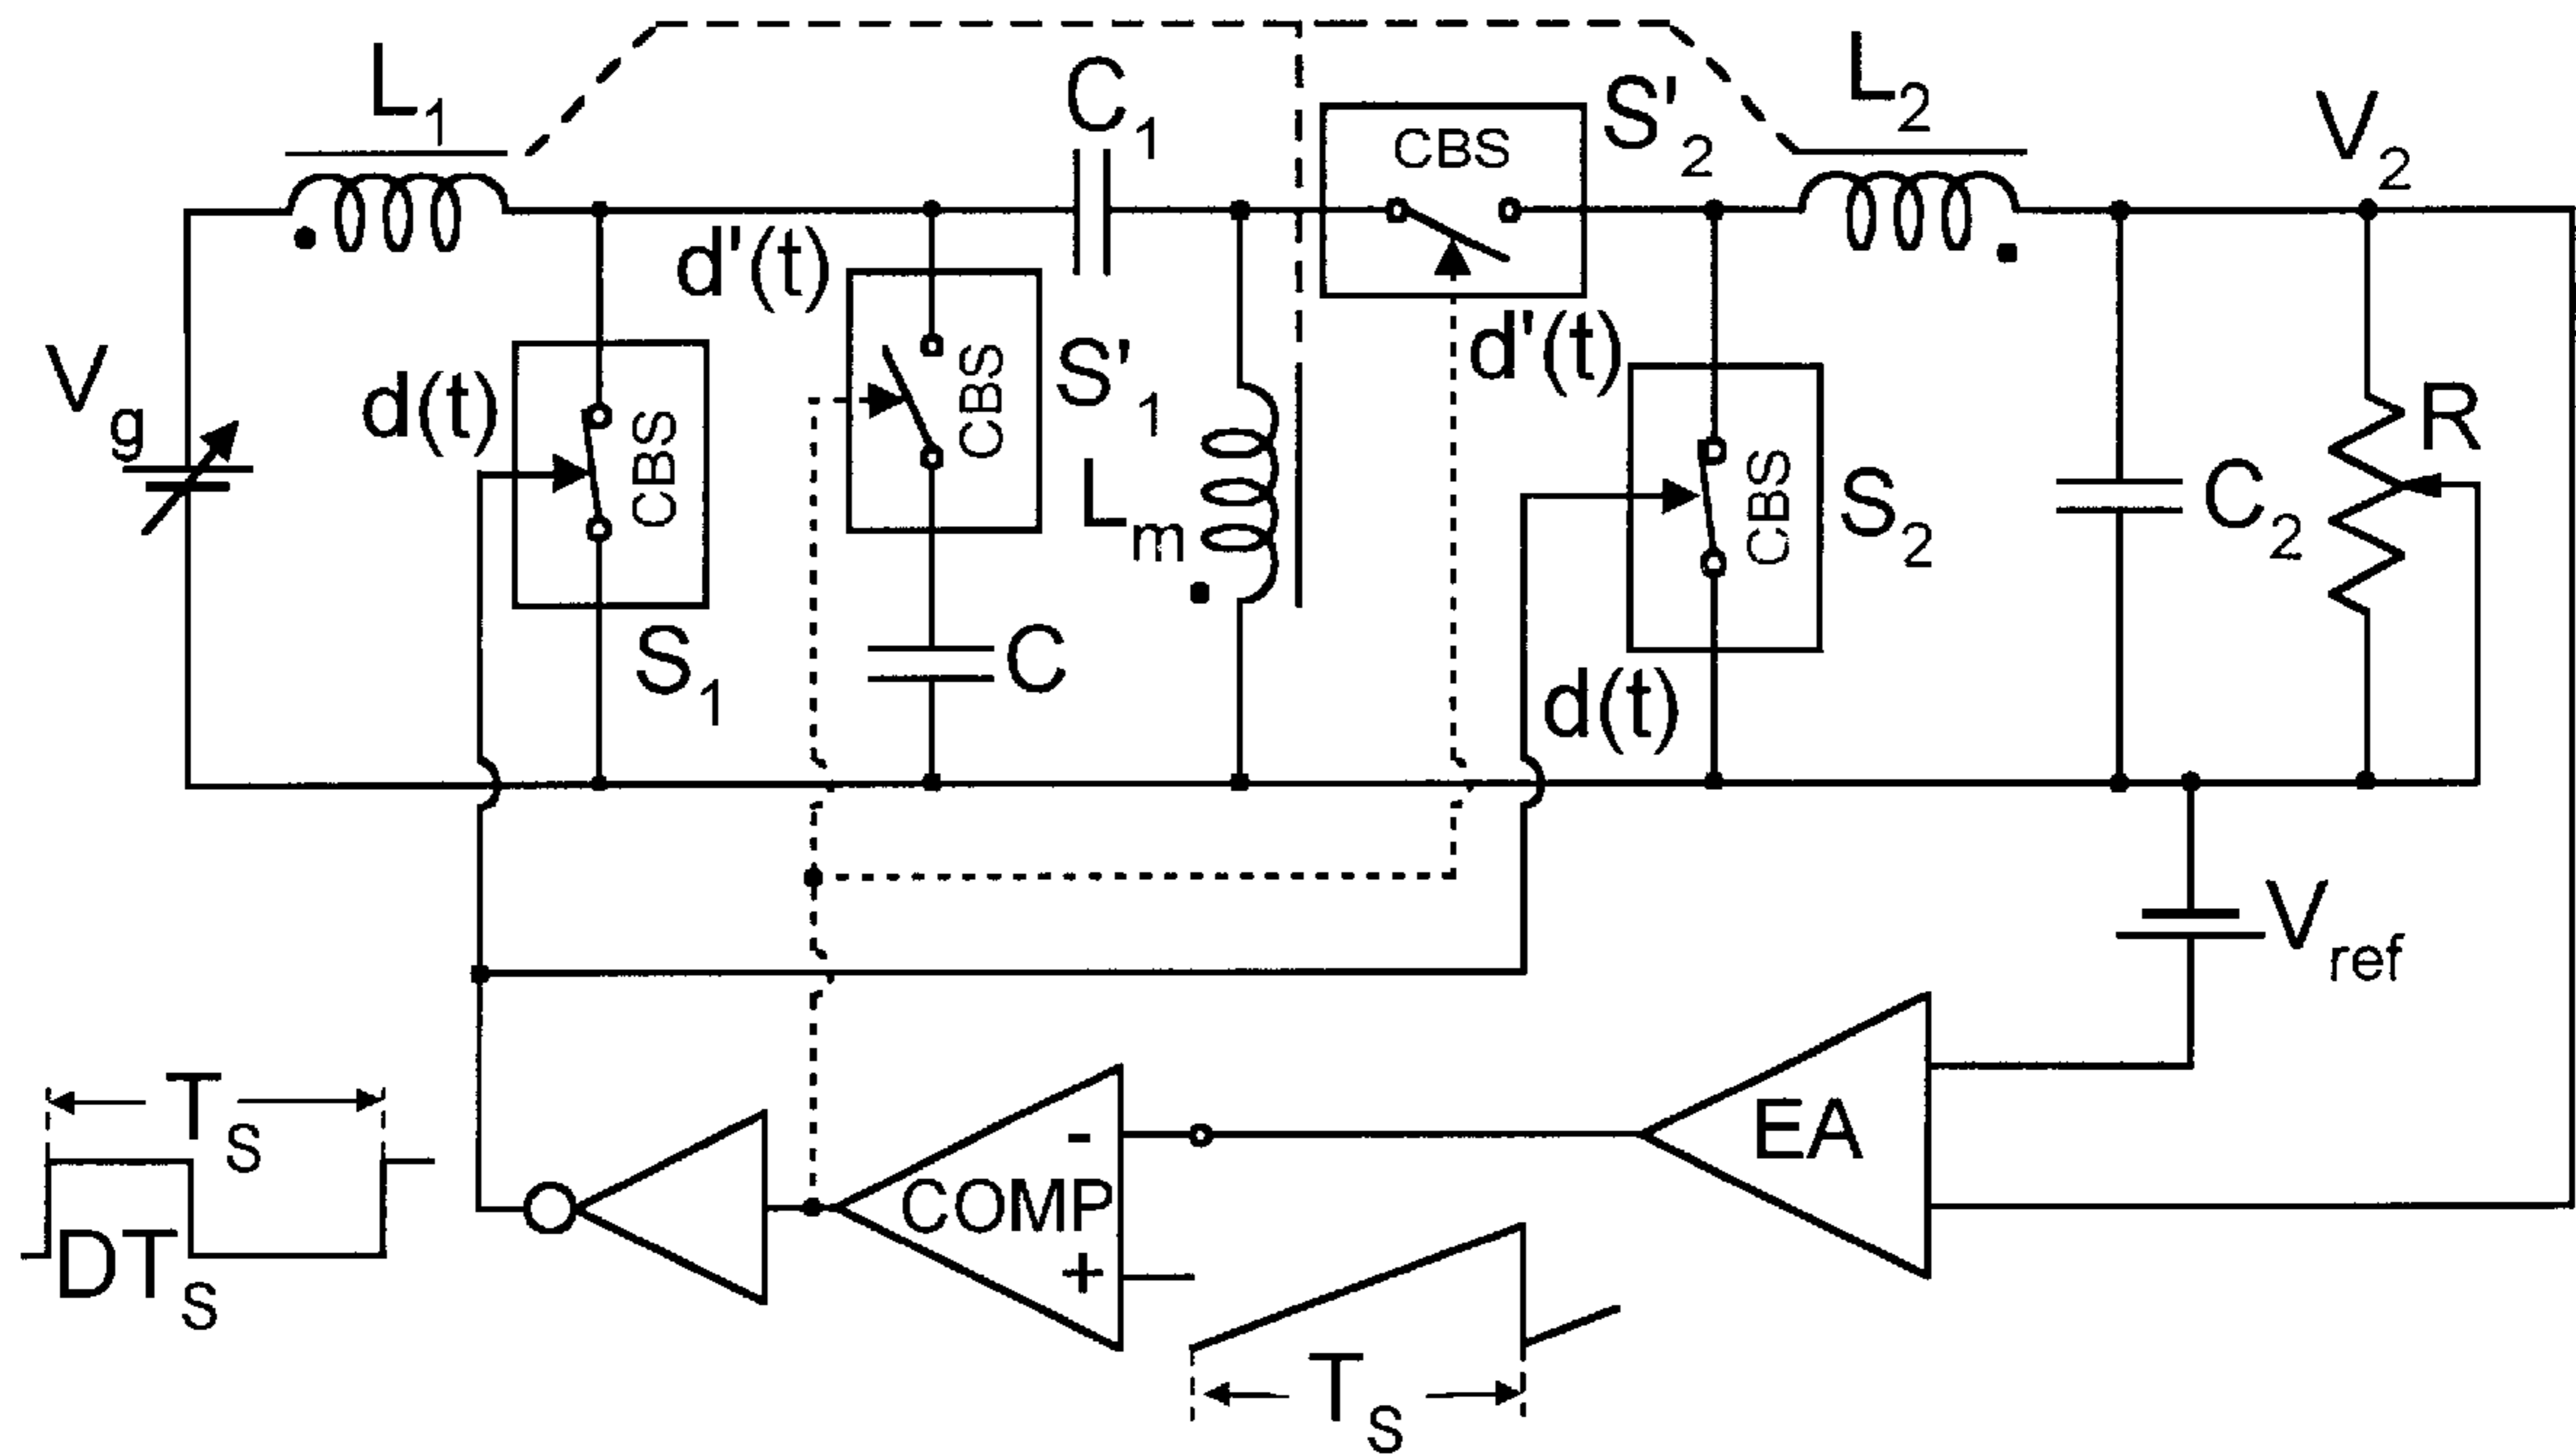 L1
C1
CBS
S'2
L2
V2
Vg
d(t)
CBS
S1
d'(t)
CBS
S'1
C
Lm
d'(t)
CBS
S2
d(t)
C2
R
Vref
TS
DTS
COMP
-
+
EA
TS